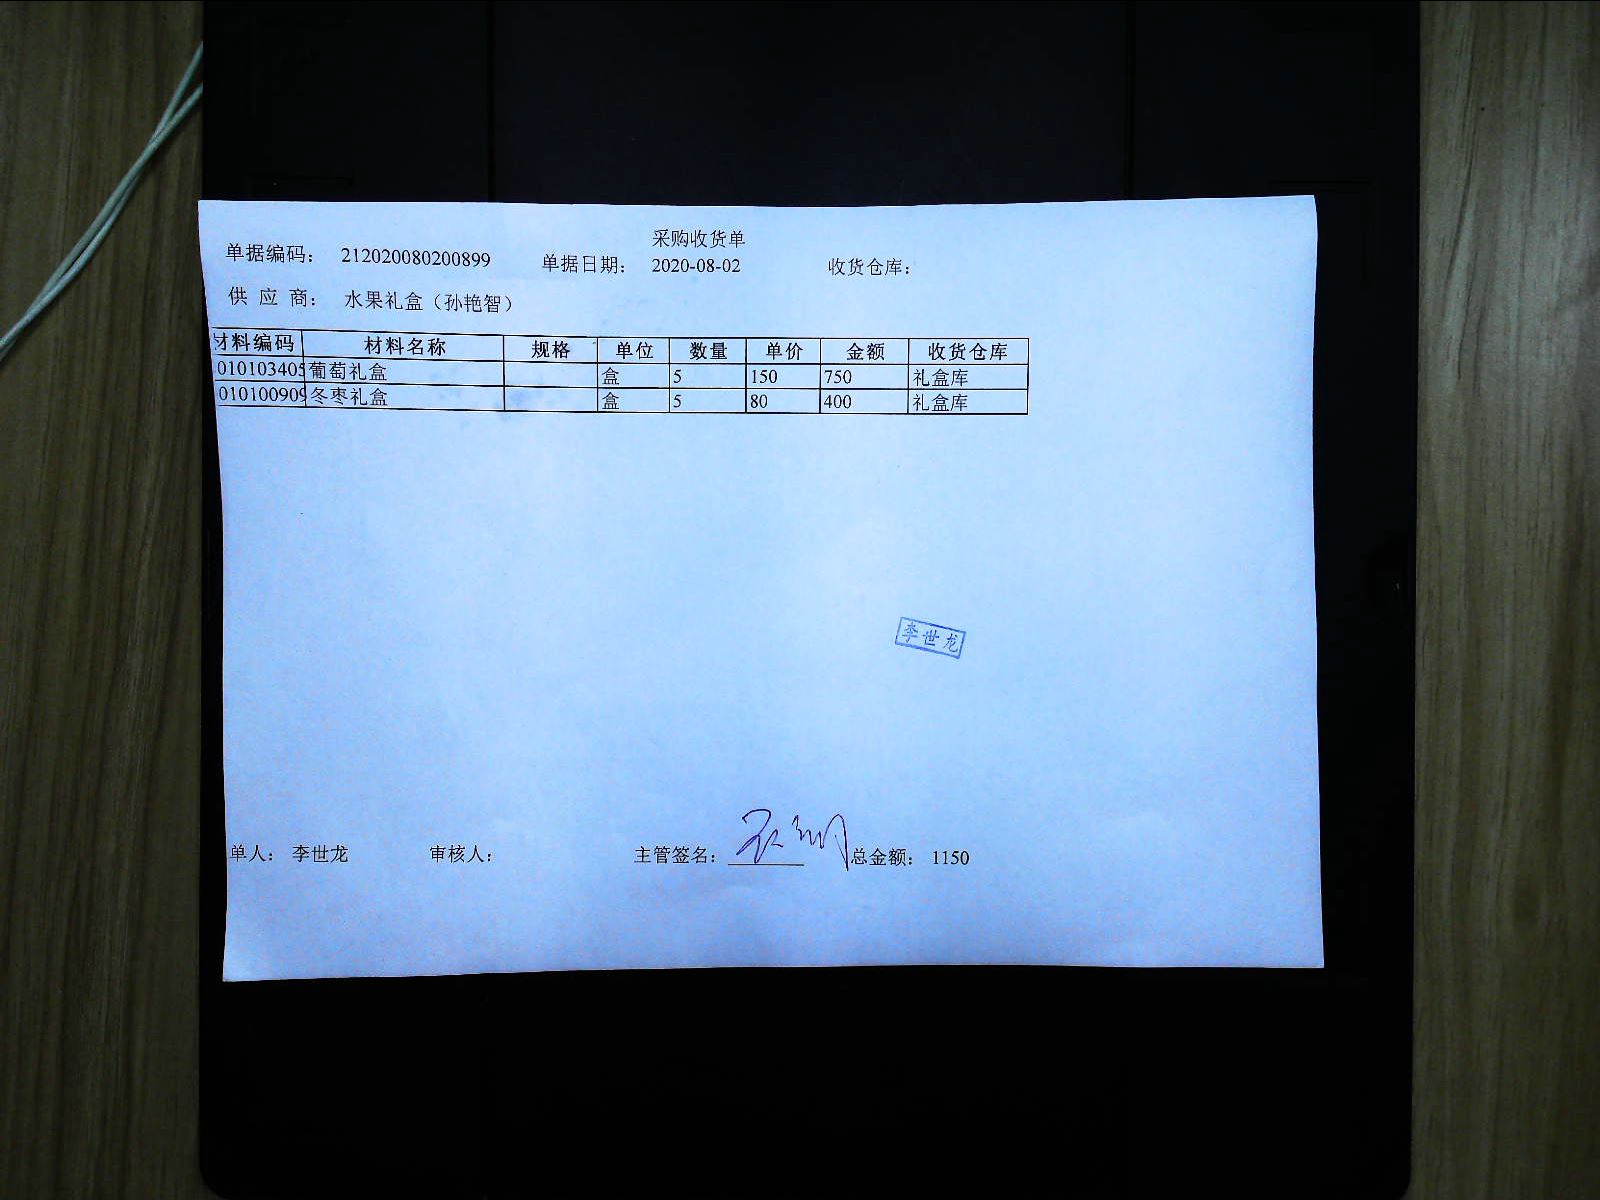 采购收货单
单据编码： 212020080200899 单据日期： 2020-08-02 收货仓库：
供 应 商： 水果礼盒（孙艳智）
材料编码 材料名称 规格 单位 数量 单价 金额 收货仓库
010103405 葡萄礼盒 盒 5 150 750 礼盒库
010100909 冬枣礼盒 盒 5 80 400 礼盒库
李世龙
单人： 李世龙 审核人： 主管签名： 总金额： 1150